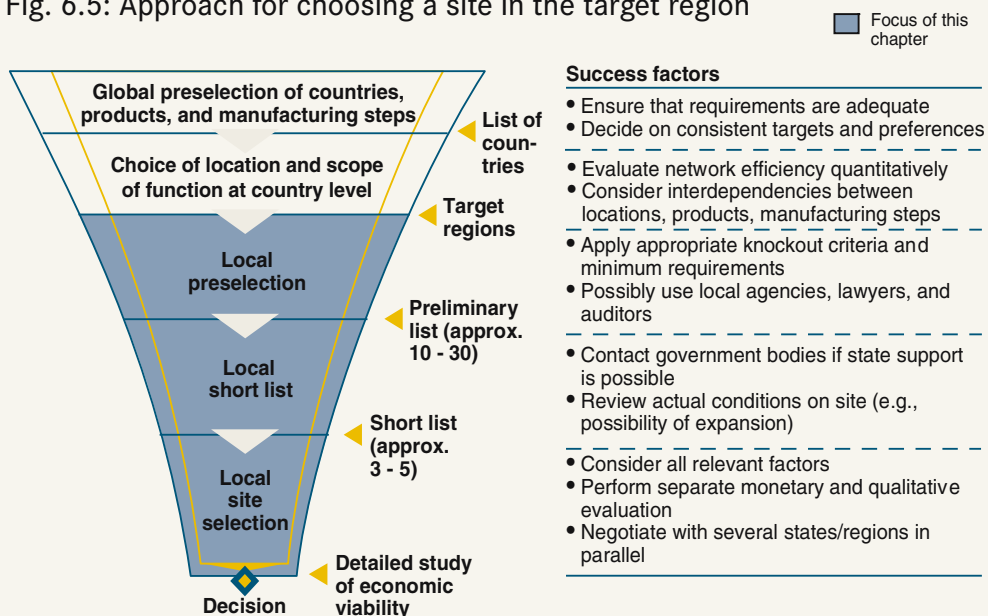 Fig. 6.5: Approach for choosing a site in the target region
Focus of this
chapter
Global preselection of countries,
products, and manufacturing steps
Choice of location and scope
of function at country level
Local
preselection
Local
short list
Local
site
selection
Decision
List of
coun-
tries
Target
regions
Preliminary
list (approx.
10 - 30)
Short list
(approx.
3 - 5)
Detailed study
of economic
viability
Success factors
• Ensure that requirements are adequate
• Decide on consistent targets and preferences
• Evaluate network efficiency quantitatively
• Consider interdependencies between
locations, products, manufacturing steps
• Apply appropriate knockout criteria and
minimum requirements
• Possibly use local agencies, lawyers, and
auditors
• Contact government bodies if state support
is possible
• Review actual conditions on site (e.g.,
possibility of expansion)
• Consider all relevant factors
• Perform separate monetary and qualitative
evaluation
• Negotiate with several states/regions in
parallel